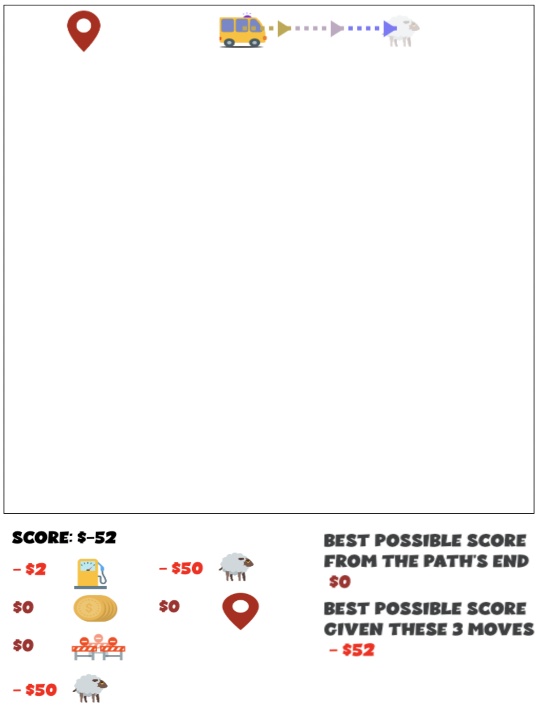 SCORE: $-52
- $2
- $50
$0
$0
$0
- $50
BEST POSSIBLE SCORE
FROM THE PATH'S END
$0
BEST POSSIBLE SCORE
GIVEN THESE 3 MOVES
- $52